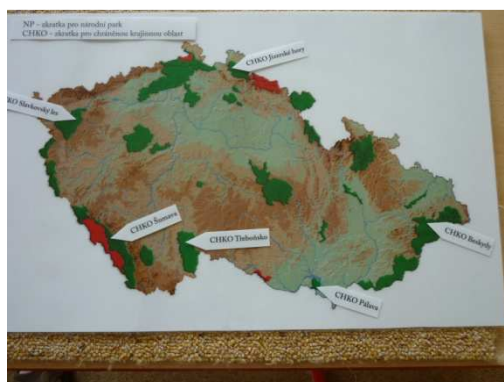 NP - zkratka pro národní park
CHKO - zkratka pro chráněnou krajinnou oblast
CHKO Jizerské hory
CHKO Slavkovský les
CHKO Šumava
CHKO Třeboňsko
CHKO Beskydy
CHKO Pálava